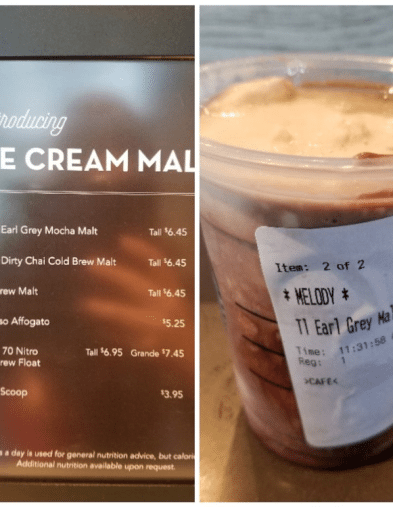 roducing
E CREAM MAL
Earl Grey Mocha Malt Tall $6.45
Dirty Chai Cold Brew Malt Tall $6.45
rew Malt Tall $6.45
so Affogato $5.25
70 Nitro Tall $6.95 Grande $7.45
rew Float
Scoop $3.95
s a day is used for general nutrition advice, but calori
Additional nutrition available upon request.
Item: 2 of 2
* MELODY *
Tl Earl Grey Mal
Time: 11:31:58
Reg: 1
>CAFE<